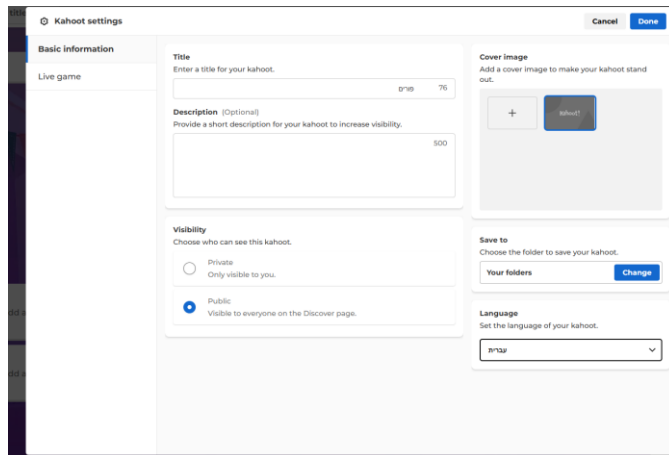 Kahoot settings
Cancel
Done
Basic information
Live game
Title
Enter a title for your kahoot.
פורים
76
Description (Optional)
Provide a short description for your kahoot to increase visibility.
500
Visibility
Choose who can see this kahoot.
Private
Only visible to you.
Public
Visible to everyone on the Discover page.
Cover image
Add a cover image to make your kahoot stand
out.
+
Kahoot!
Save to
Choose the folder to save your kahoot.
Your folders
Change
Language
Set the language of your kahoot.
עברית